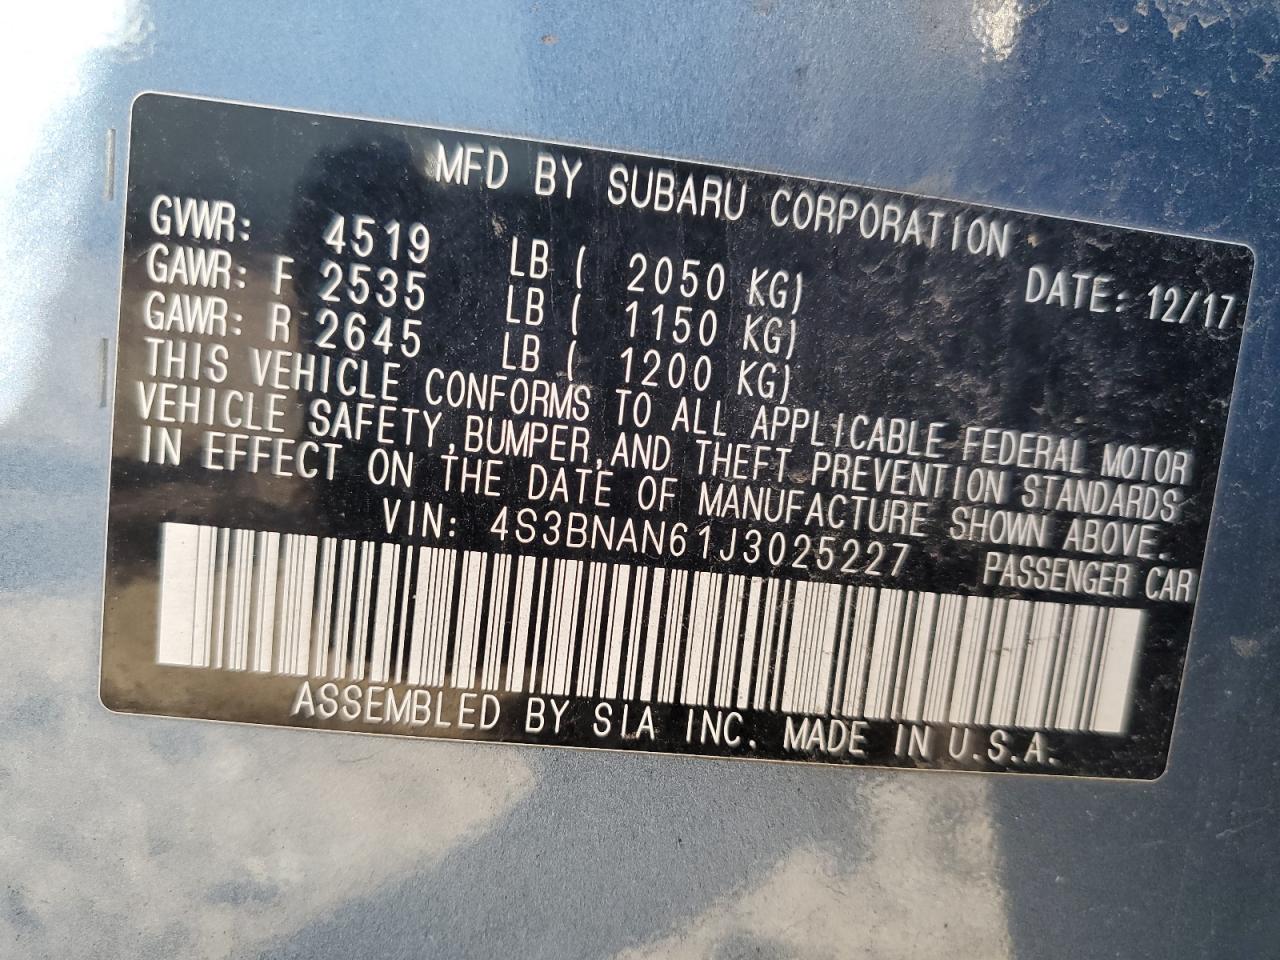 MFD BY SUBARU CORPORATION
GVWR: 4519 LB ( 2050 KG) DATE: 12/17
GAWR: F 2535 LB ( 1150 KG)
GAWR: R 2645 LB ( 1200 KG)
THIS VEHICLE CONFORMS TO ALL APPLICABLE FEDERAL MOTOR
VEHICLE SAFETY,BUMPER,AND THEFT PREVENTION STANDARDS
IN EFFECT ON THE DATE OF MANUFACTURE SHOWN ABOVE.
VIN: 4S3BNAN61J3025227 PASSENGER CAR
ASSEMBLED BY SIA INC. MADE IN U.S.A.